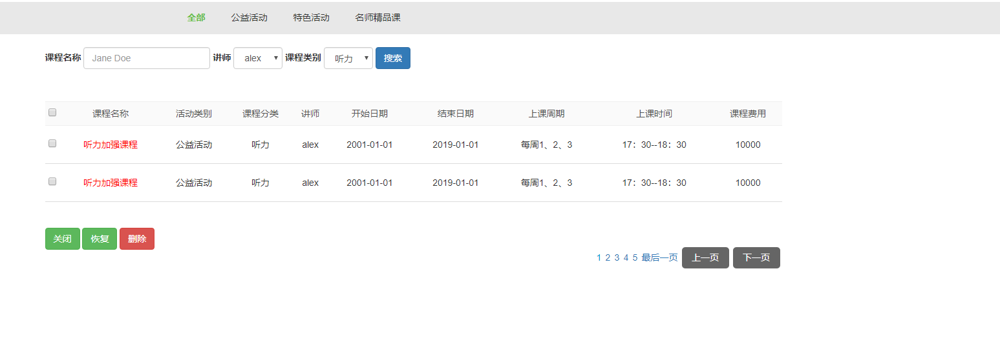 全部 公益活动 特色活动 名师精品课
课程名称 Jane Doe 讲师 alex 课程类别 听力 搜索
课程名称 活动类别 课程分类 讲师 开始日期 结束日期 上课周期 上课时间 课程费用
听力加强课程 公益活动 听力 alex 2001-01-01 2019-01-01 每周1、2、3 17：30--18：30 10000
听力加强课程 公益活动 听力 alex 2001-01-01 2019-01-01 每周1、2、3 17：30--18：30 10000
关闭 恢复 删除
1 2 3 4 5 最后一页 上一页 下一页